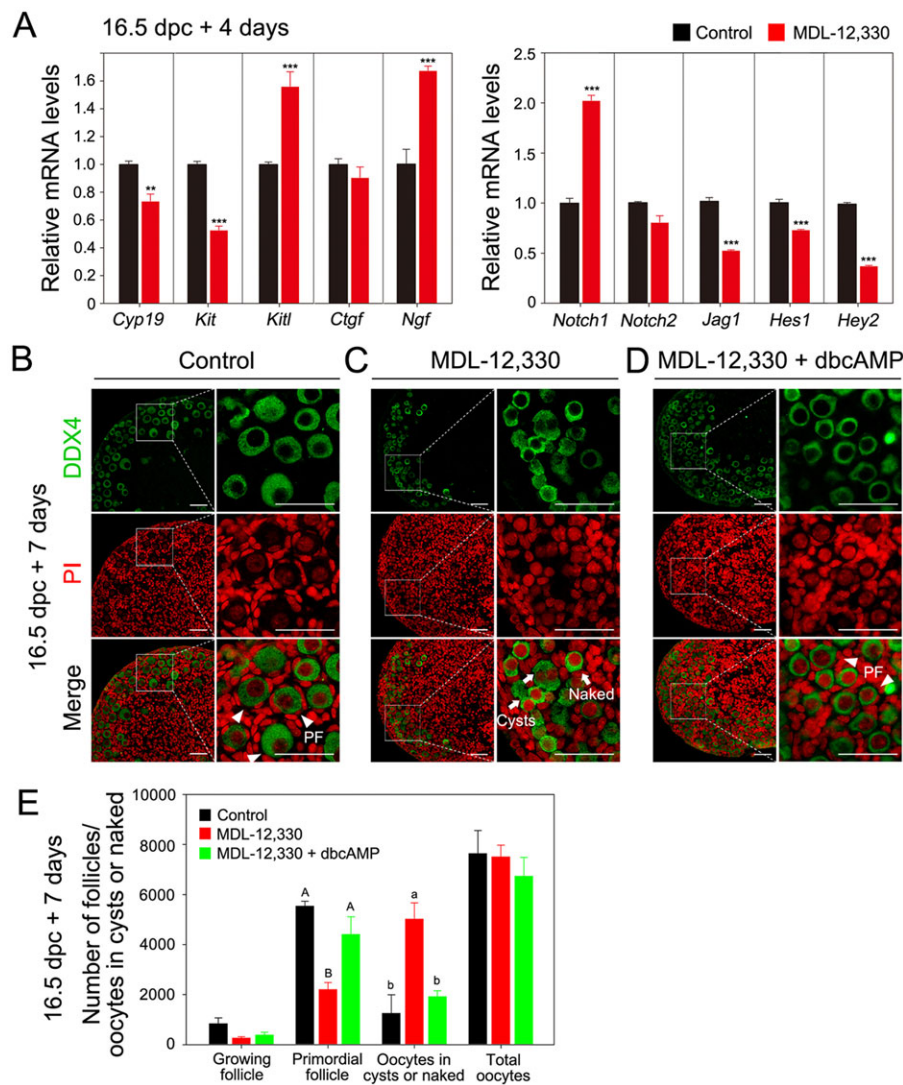 A
16.5 dpc + 4 days
Control
MDL-12,330
Relative mRNA levels
1.6
1.4
1.2
1.0
0.8
0.6
0.4
0.2
0
**
***
***
***
Cyp19
Kit
Kitl
Ctgf
Ngf
Relative mRNA levels
2.5
2.0
1.5
1.0
0.5
0
***
***
***
***
Notch1
Notch2
Jag1
Hes1
Hey2
B
Control
C
MDL-12,330
D
MDL-12,330 + dbcAMP
16.5 dpc + 7 days
DDX4
PI
Merge
PF
Cysts
Naked
PF
E
16.5 dpc + 7 days
Number of follicles/
oocytes in cysts or naked
10000
8000
6000
4000
2000
0
Control
MDL-12,330
MDL-12,330 + dbcAMP
A
B
A
b
a
b
Growing
follicle
Primordial
follicle
Oocytes in
cysts or naked
Total
oocytes